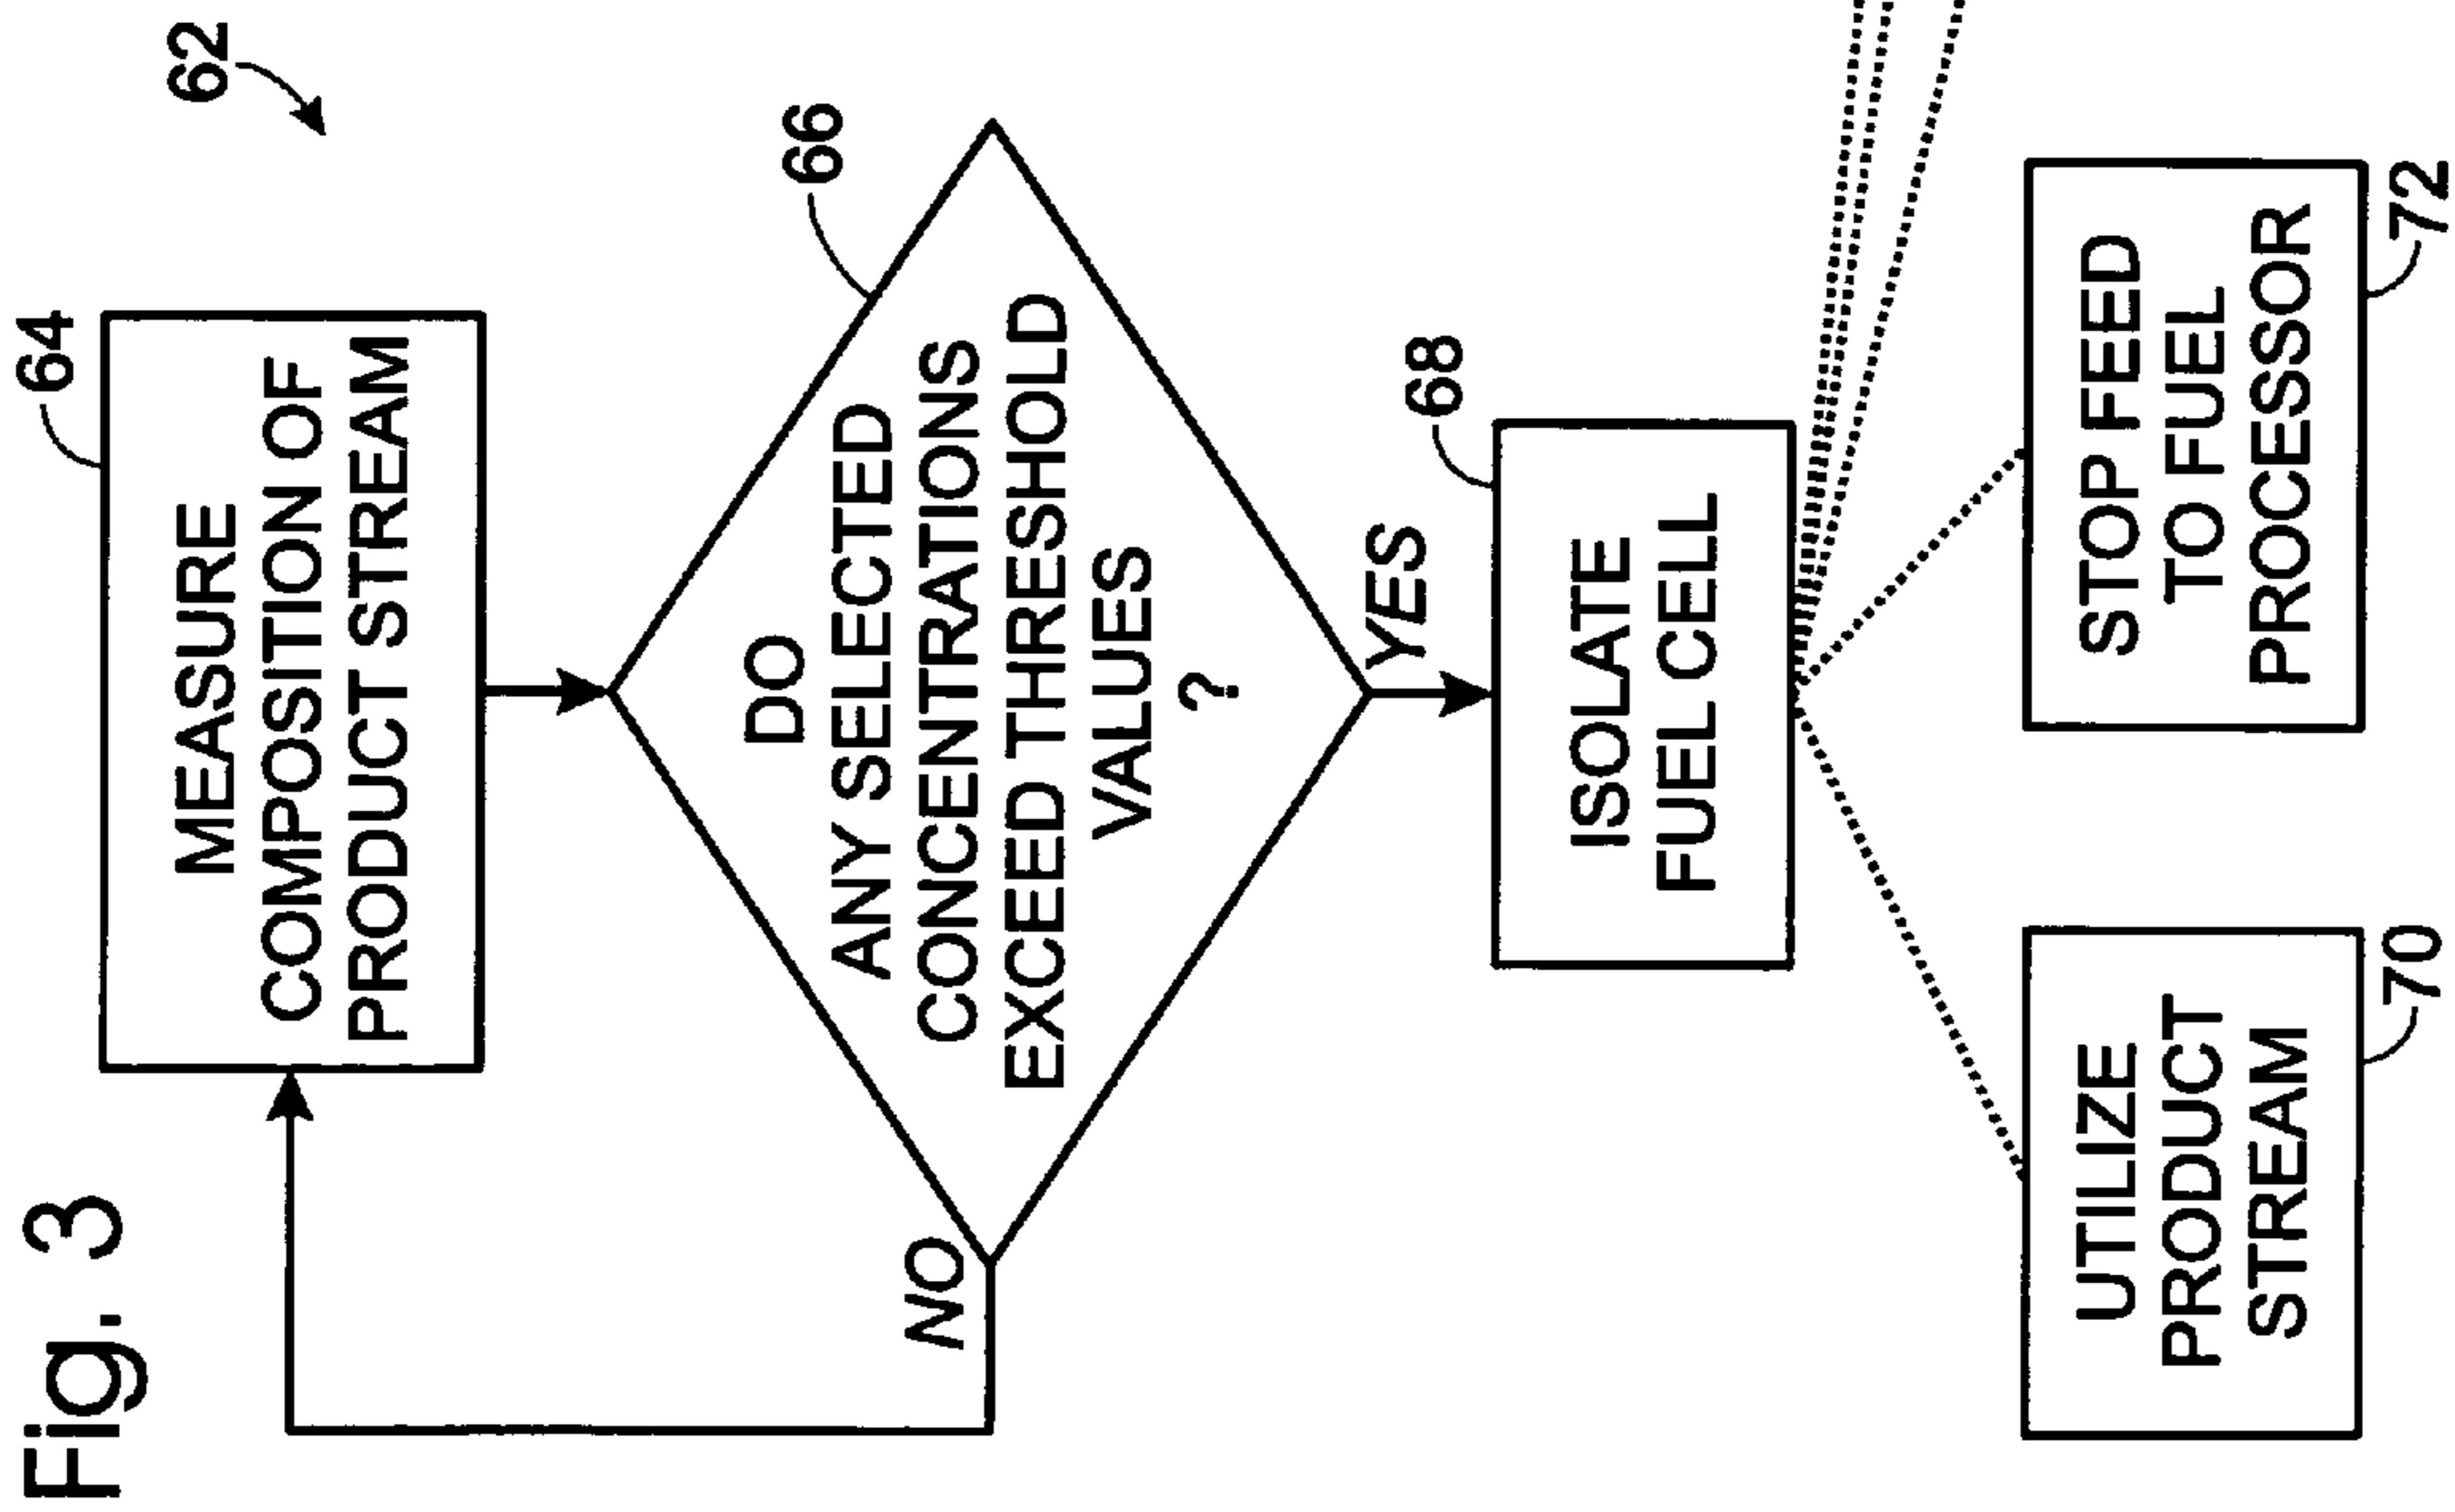 Fig. 3
62
64
MEASURE
COMPOSITION OF
PRODUCT STREAM
66
DO
ANY SELECTED
CONCENTRATIONS
EXCEED THRESHOLD
VALUES
?
NO
YES
68
ISOLATE
FUEL CELL
UTILIZE
PRODUCT
STREAM
70
STOP FEED
TO FUEL
PROCESSOR
72